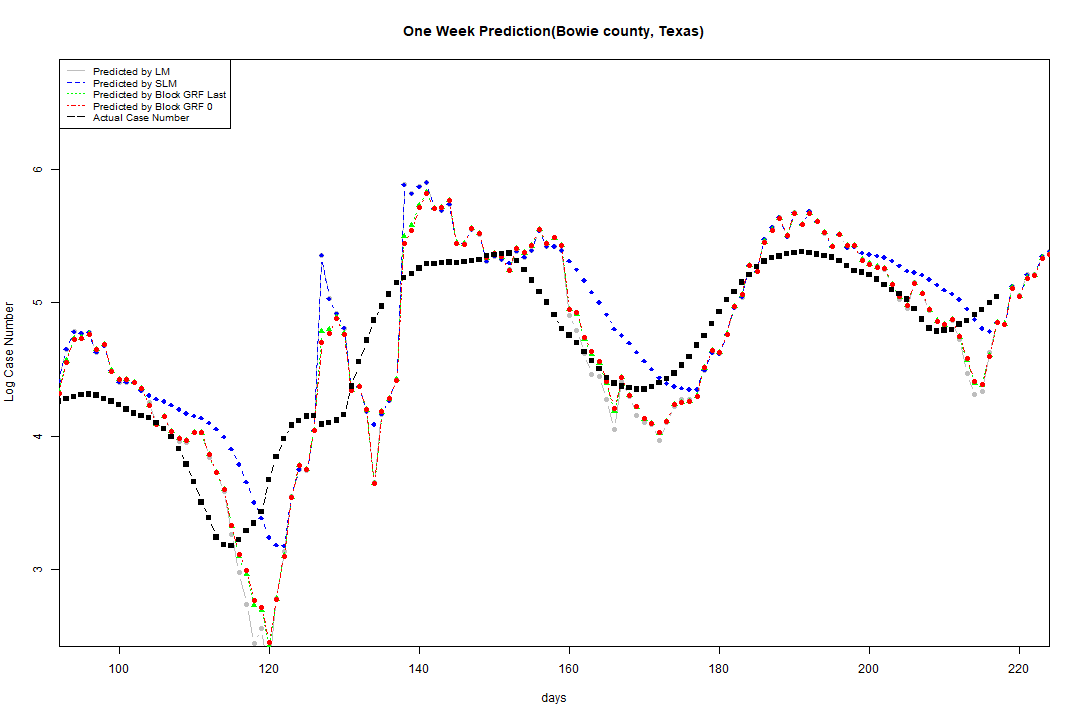 One Week Prediction(Bowie county, Texas)
Predicted by LM
Predicted by SLM
Predicted by Block GRF Last
Predicted by Block GRF 0
Actual Case Number
6
5
4
3
Log Case Number
100 120 140 160 180 200 220
days